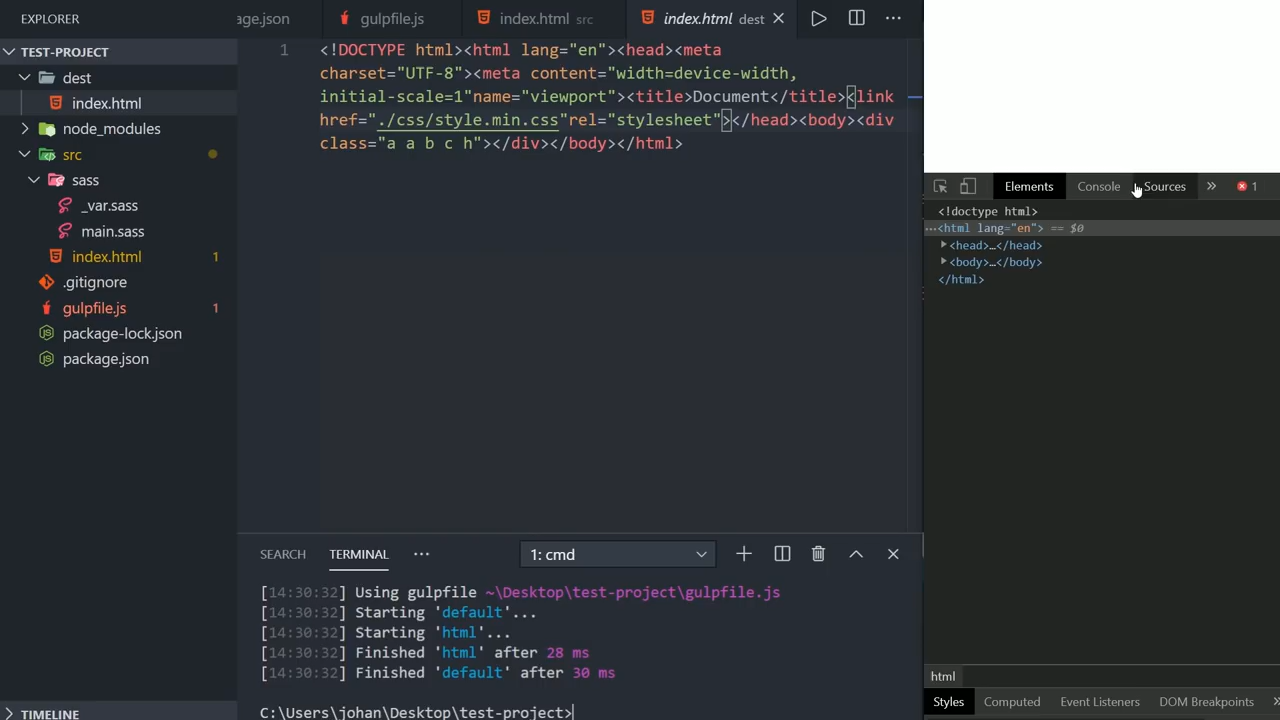 EXPLORER
age.json
gulpfile.js
index.html src
index.html dest
TEST-PROJECT
dest
index.html
node_modules
src
sass
_var.sass
main.sass
index.html 1
.gitignore
gulpfile.js 1
package-lock.json
package.json
TIMELINE
1 <!DOCTYPE html><html lang="en"><head><meta
charset="UTF-8"><meta content="width=device-width,
initial-scale=1"name="viewport"><title>Document</title><link
href="./css/style.min.css"rel="stylesheet"></head><body><div
class="a a b c h"></div></body></html>
SEARCH TERMINAL ... 1: cmd
[14:30:32] Using gulpfile ~\Desktop\test-project\gulpfile.js
[14:30:32] Starting 'default'...
[14:30:32] Starting 'html'...
[14:30:32] Finished 'html' after 28 ms
[14:30:32] Finished 'default' after 30 ms
C:\Users\johan\Desktop\test-project>
Elements Console Sources » 1
<!doctype html>
...<html lang="en"> == $0
<head>…</head>
<body>…</body>
</html>
html
Styles Computed Event Listeners DOM Breakpoints »